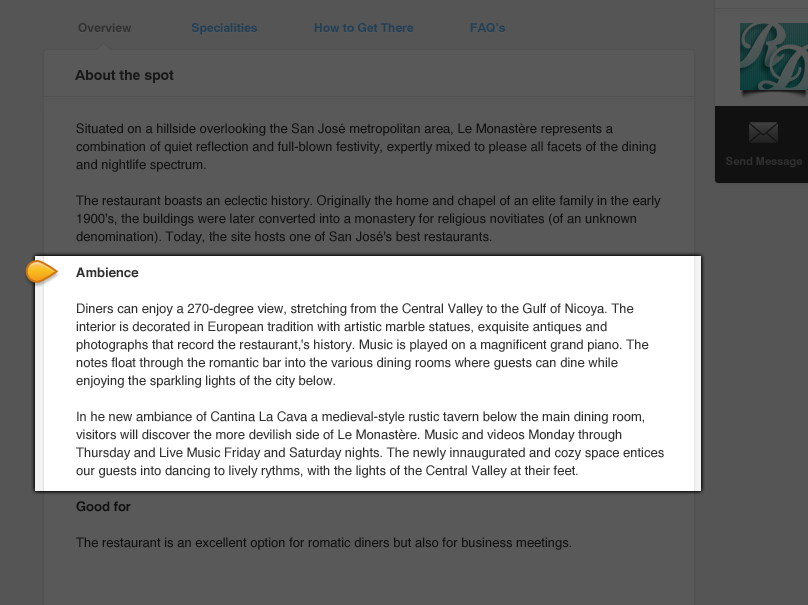 Overview Specialities How to Get There FAQ's
About the spot
Situated on a hillside overlooking the San José metropolitan area, Le Monastère represents a
combination of quiet reflection and full-blown festivity, expertly mixed to please all facets of the dining
and nightlife spectrum.
The restaurant boasts an eclectic history. Originally the home and chapel of an elite family in the early
1900's, the buildings were later converted into a monastery for religious novitiates (of an unknown
denomination). Today, the site hosts one of San José's best restaurants.
Ambience
Diners can enjoy a 270-degree view, stretching from the Central Valley to the Gulf of Nicoya. The
interior is decorated in European tradition with artistic marble statues, exquisite antiques and
photographs that record the restaurant,'s history. Music is played on a magnificent grand piano. The
notes float through the romantic bar into the various dining rooms where guests can dine while
enjoying the sparkling lights of the city below.
In he new ambiance of Cantina La Cava a medieval-style rustic tavern below the main dining room,
visitors will discover the more devilish side of Le Monastère. Music and videos Monday through
Thursday and Live Music Friday and Saturday nights. The newly innaugurated and cozy space entices
our guests into dancing to lively rythms, with the lights of the Central Valley at their feet.
Good for
The restaurant is an excellent option for romatic diners but also for business meetings.
RD
Send Message